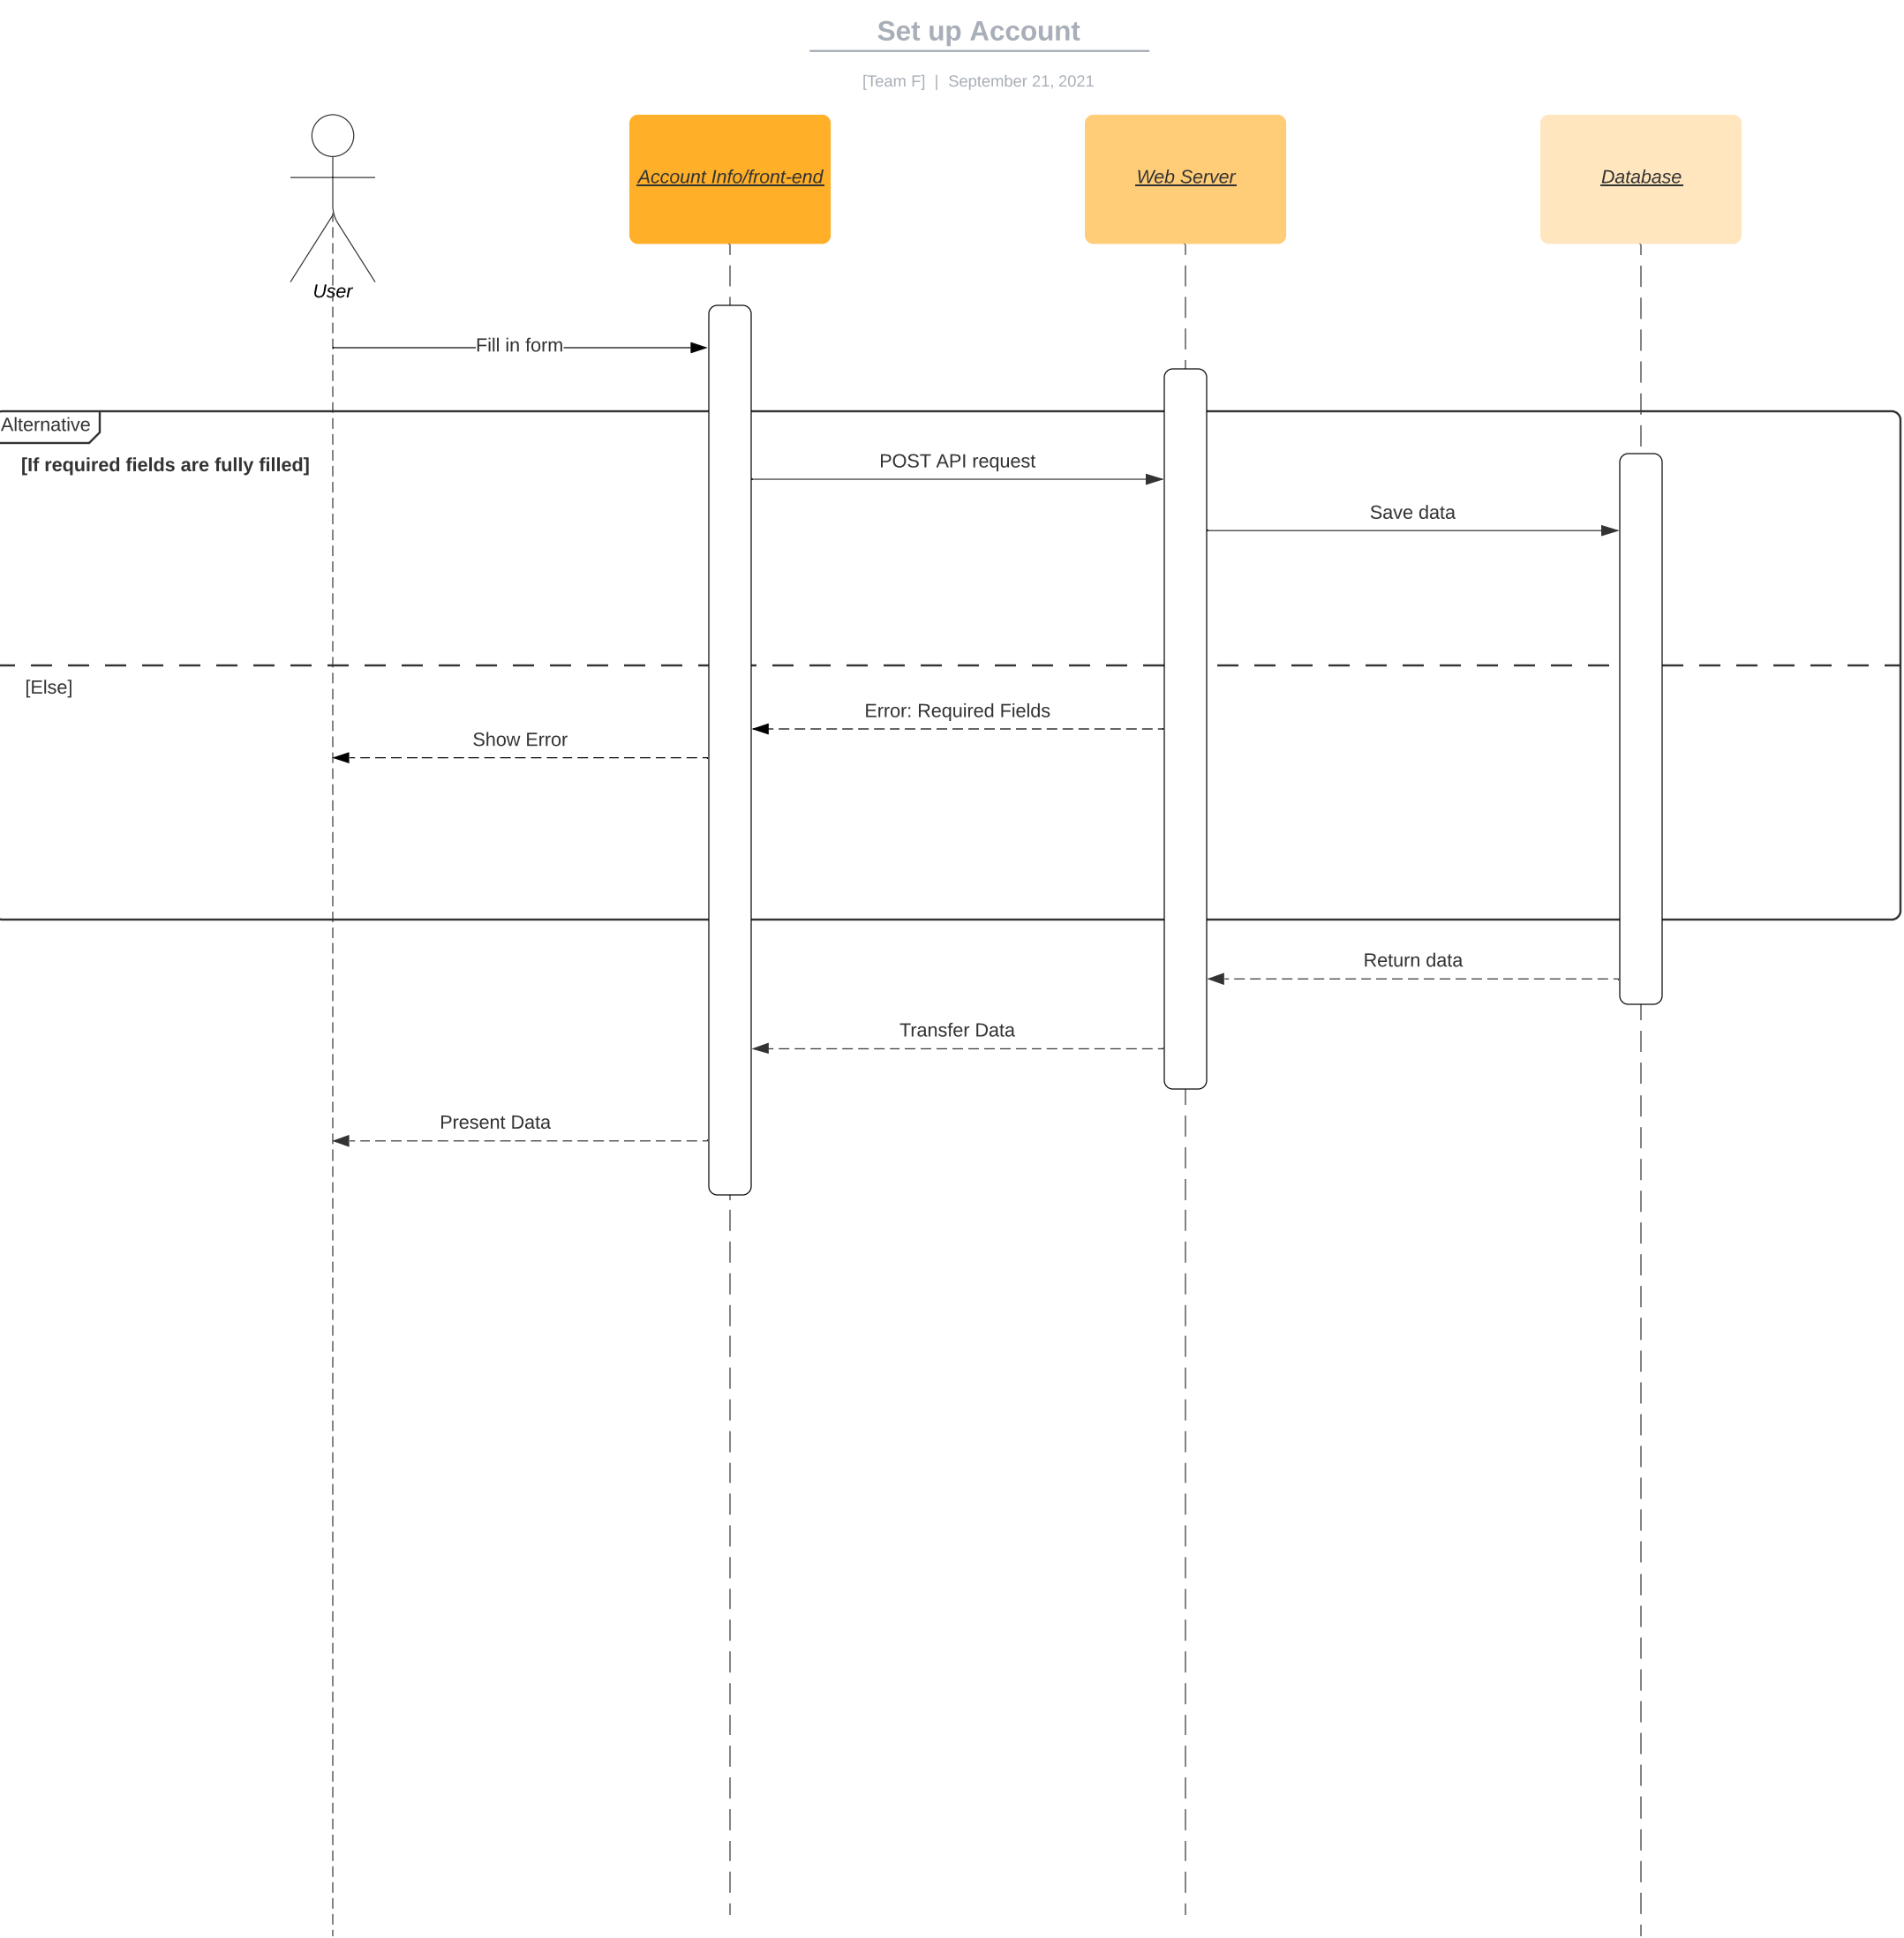 Set up Account
[Team F] | September 21, 2021
Account Info/front-end
Web Server
Database
User
Fill in form
Alternative
[If required fields are fully filled]
POST API request
Save data
[Else]
Error: Required Fields
Show Error
Return data
Transfer Data
Present Data